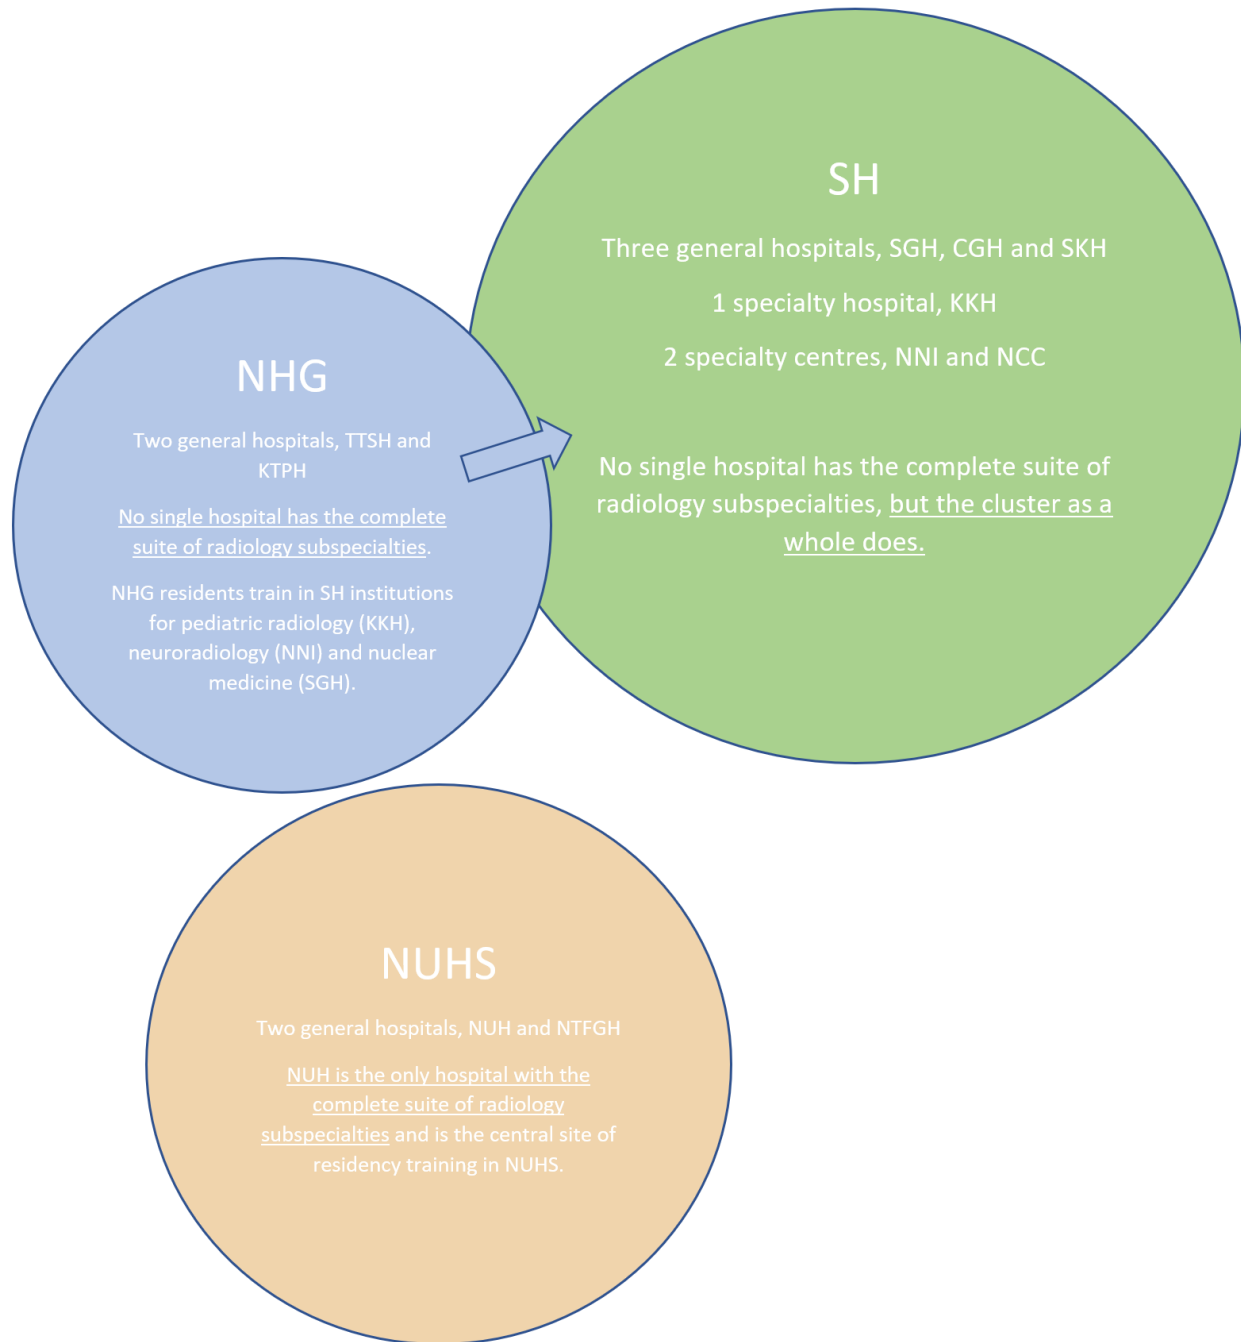 SH
Three general hospitals, SGH, CGH and SKH
1 specialty hospital, KKH
2 specialty centres, NNI and NCC
No single hospital has the complete suite of
radiology subspecialties, but the cluster as a
whole does.
NHG
Two general hospitals, TTSH and
KTPH
No single hospital has the complete
suite of radiology subspecialties.
NHG residents train in SH institutions
for pediatric radiology (KKH),
neuroradiology (NNI) and nuclear
medicine (SGH).
NUHS
Two general hospitals, NUH and NTFGH
NUH is the only hospital with the
complete suite of radiology
subspecialties and is the central site of
residency training in NUHS.